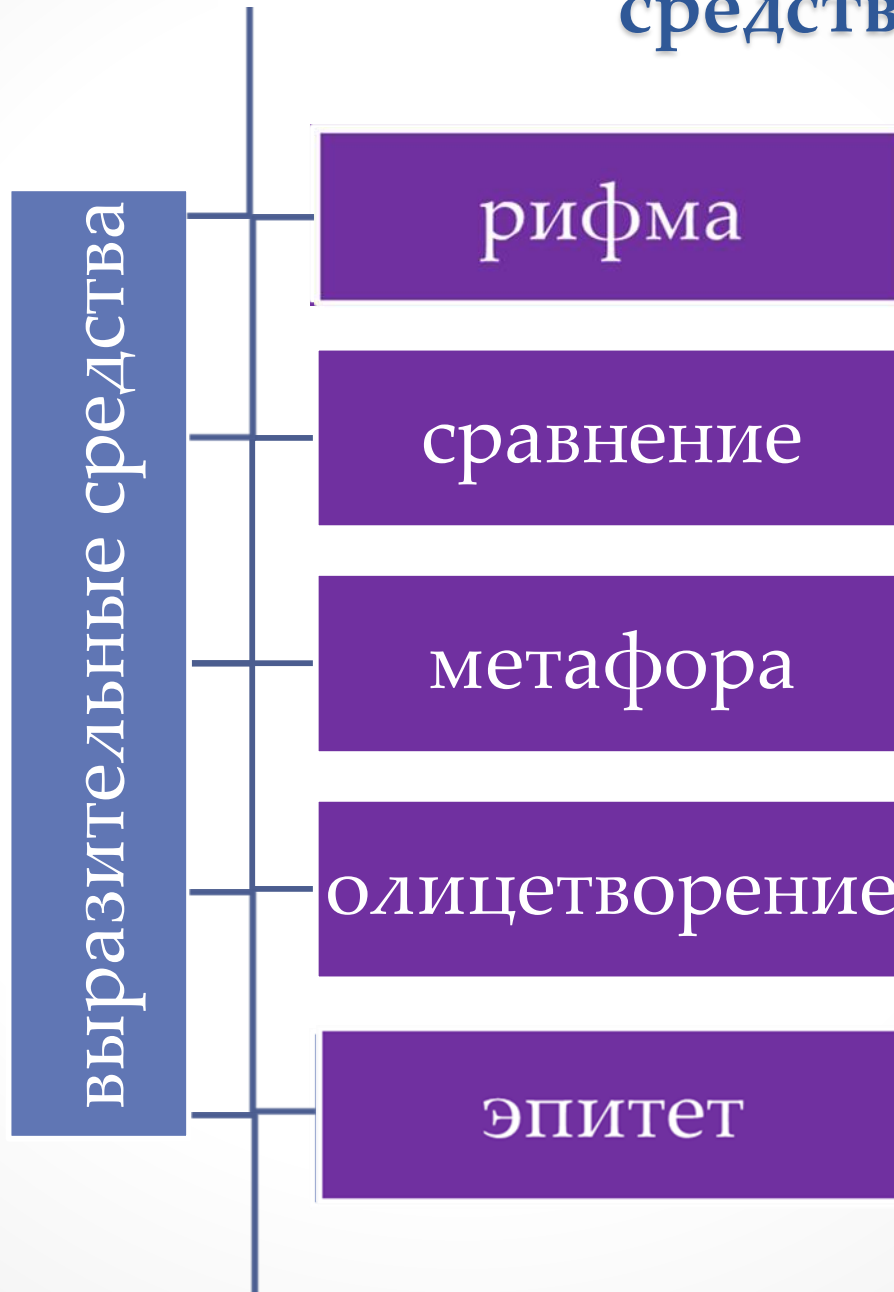 средств
выразительные средства
рифма
сравнение
метафора
олицетворение
эпитет